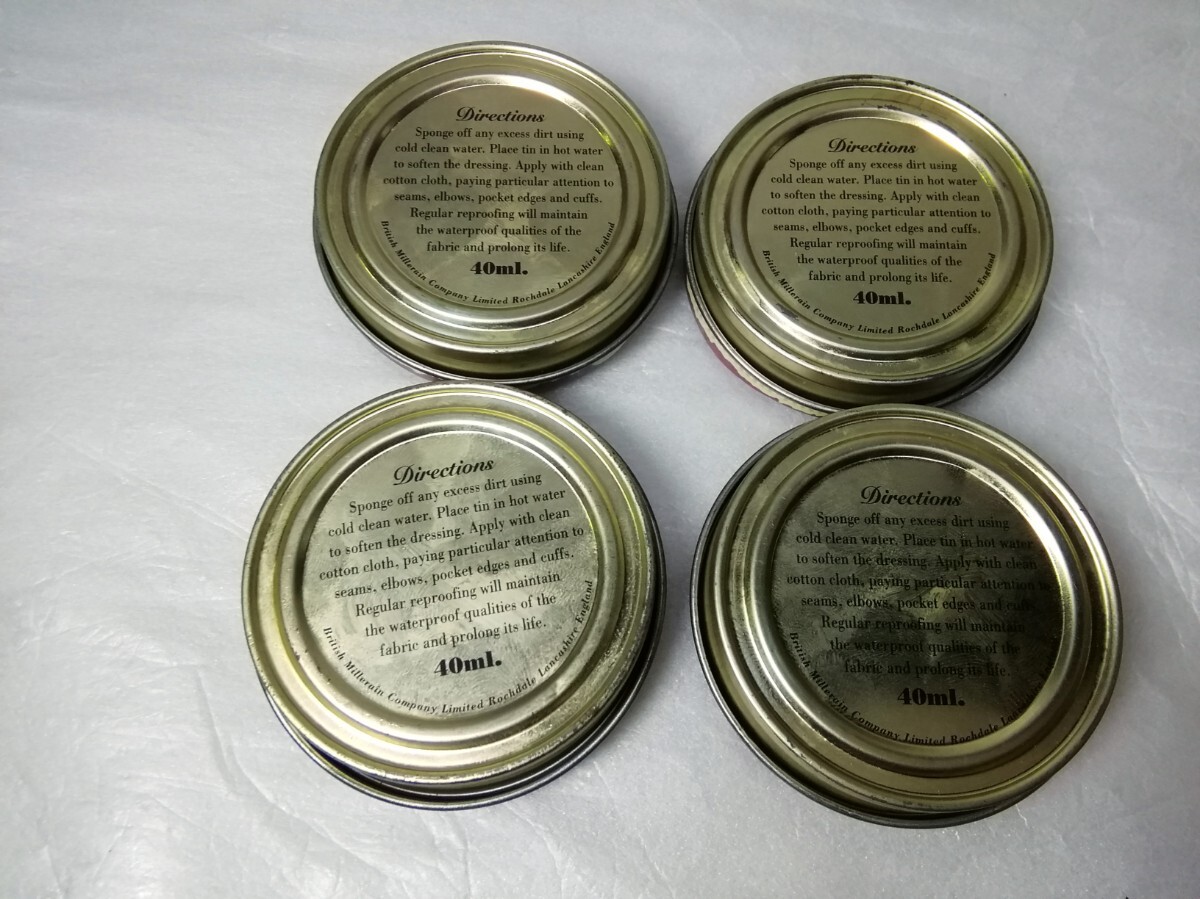 Directions
Sponge off any excess dirt using
cold clean water. Place tin in hot water
to soften the dressing. Apply with clean
cotton cloth, paying particular attention to
seams, elbows, pocket edges and cuffs.
Regular reproofing will maintain
the waterproof qualities of the
fabric and prolong its life.
40ml.
British Millerain Company Limited Rochdale Lancashire England
Directions
Sponge off any excess dirt using
cold clean water. Place tin in hot water
to soften the dressing. Apply with clean
cotton cloth, paying particular attention to
seams, elbows, pocket edges and cuffs.
Regular reproofing will maintain
the waterproof qualities of the
fabric and prolong its life.
40ml.
British Millerain Company Limited Rochdale Lancashire England
Directions
Sponge off any excess dirt using
cold clean water. Place tin in hot water
to soften the dressing. Apply with clean
cotton cloth, paying particular attention to
seams, elbows, pocket edges and cuffs.
Regular reproofing will maintain
the waterproof qualities of the
fabric and prolong its life.
40ml.
British Millerain Company Limited Rochdale Lancashire England
Directions
Sponge off any excess dirt using
cold clean water. Place tin in hot water
to soften the dressing. Apply with clean
cotton cloth, paying particular attention
seams, elbows, pocket edges and
Regular reproofing will maintain
the waterproof qualities of the
fabric and prolong its life.
40ml.
British Millerain Company Limited Rochdale